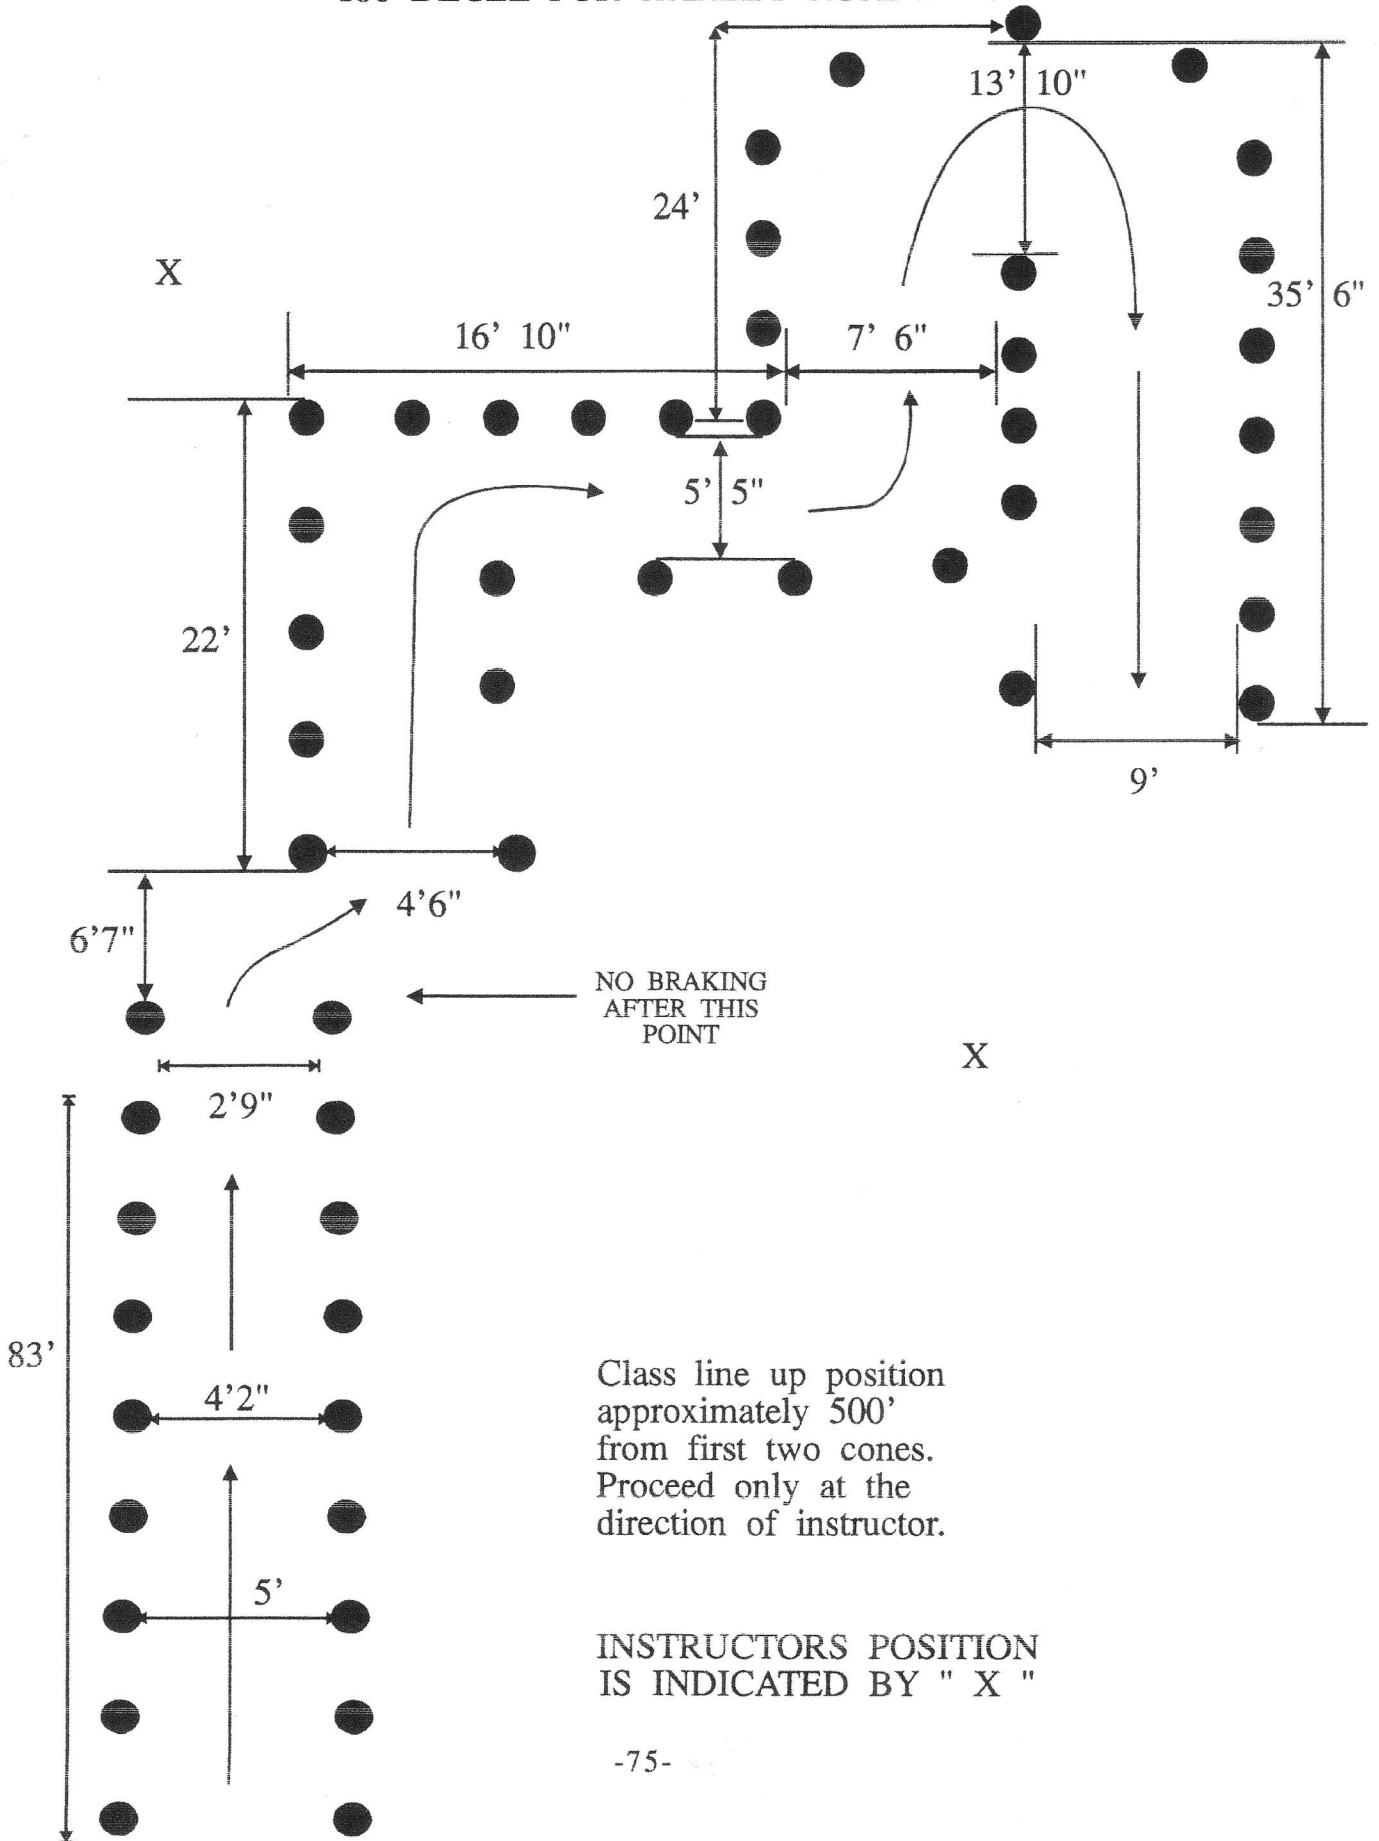 13' 10"
24'
X
35' 6"
16' 10"
7' 6"
5' 5"
22'
9'
4'6"
6'7"
NO BRAKING
AFTER THIS
POINT
X
2'9"
83'
4'2"
Class line up position
approximately 500'
from first two cones.
Proceed only at the
direction of instructor.
5'
INSTRUCTORS POSITION
IS INDICATED BY " X "
-75-